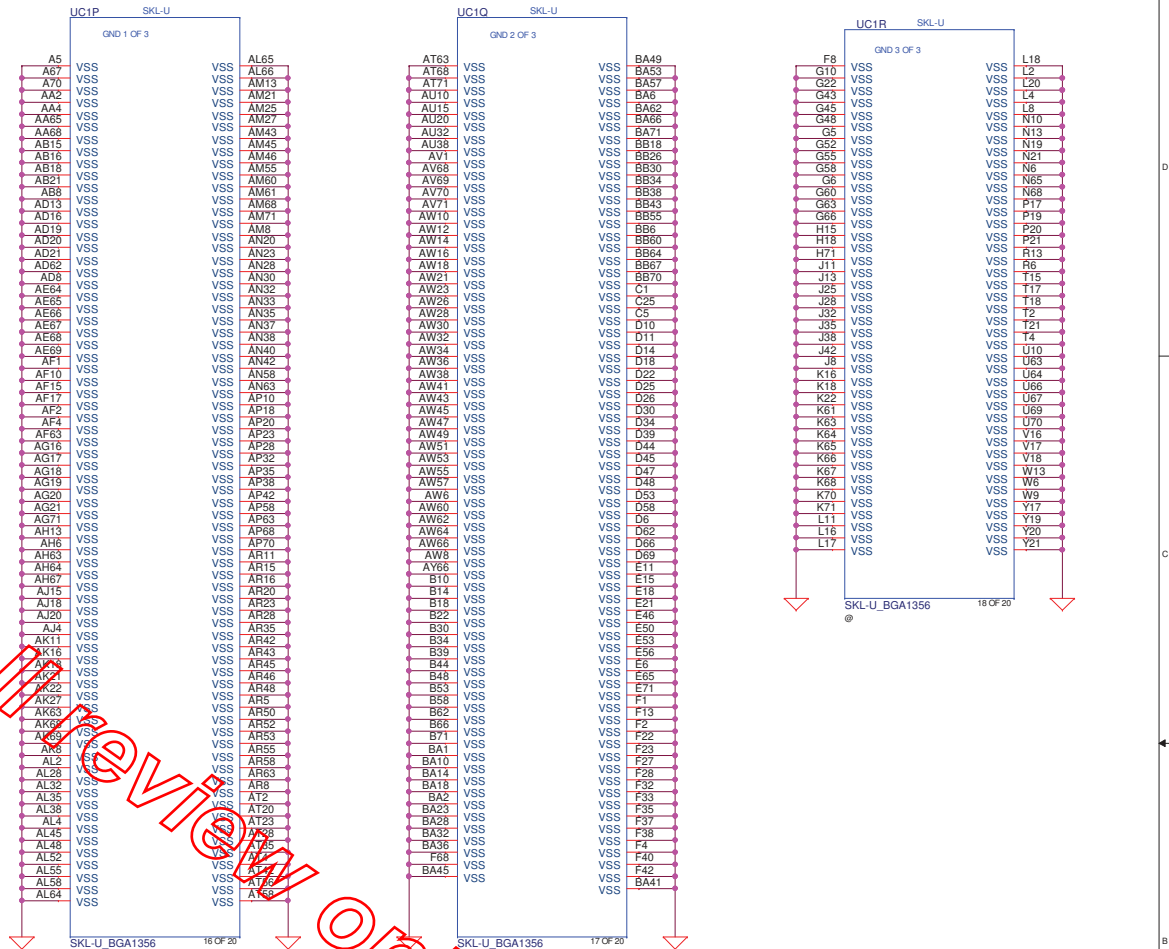 UC1P SKL-U
GND 1 OF 3
A5 VSS VSS AL65
A67 VSS VSS AL66
A70 VSS VSS AM13
AA2 VSS VSS AM21
AA4 VSS VSS AM25
AA65 VSS VSS AM27
AA68 VSS VSS AM43
AB15 VSS VSS AM45
AB16 VSS VSS AM46
AB18 VSS VSS AM55
AB21 VSS VSS AM60
AB8 VSS VSS AM61
AD13 VSS VSS AM68
AD16 VSS VSS AM71
AD19 VSS VSS AM8
AD20 VSS VSS AN20
AD21 VSS VSS AN23
AD62 VSS VSS AN28
AD8 VSS VSS AN30
AE64 VSS VSS AN32
AE65 VSS VSS AN33
AE66 VSS VSS AN35
AE67 VSS VSS AN37
AE68 VSS VSS AN38
AE69 VSS VSS AN40
AF1 VSS VSS AN42
AF10 VSS VSS AN58
AF15 VSS VSS AN63
AF17 VSS VSS AP10
AF2 VSS VSS AP18
AF4 VSS VSS AP20
AF63 VSS VSS AP23
AG16 VSS VSS AP28
AG17 VSS VSS AP32
AG18 VSS VSS AP35
AG19 VSS VSS AP38
AG20 VSS VSS AP42
AG21 VSS VSS AP58
AG71 VSS VSS AP63
AH13 VSS VSS AP68
AH6 VSS VSS AP70
AH63 VSS VSS AR11
AH64 VSS VSS AR15
AH67 VSS VSS AR16
AJ15 VSS VSS AR20
AJ18 VSS VSS AR23
AJ20 VSS VSS AR28
AJ4 VSS VSS AR35
AK11 VSS VSS AR42
AK16 VSS VSS AR43
AK18 VSS VSS AR45
AK21 VSS VSS AR46
AK22 VSS VSS AR48
AK27 VSS VSS AR5
AK63 VSS VSS AR50
AK68 VSS VSS AR52
AK69 VSS VSS AR53
AK8 VSS VSS AR55
AL2 VSS VSS AR58
AL28 VSS VSS AR63
AL32 VSS VSS AR8
AL35 VSS VSS AT2
AL38 VSS VSS AT20
AL4 VSS VSS AT23
AL45 VSS VSS AT28
AL48 VSS VSS AT35
AL52 VSS VSS AT4
AL55 VSS VSS AT42
AL58 VSS VSS AT56
AL64 VSS VSS AT58
SKL-U_BGA1356 16 OF 20
UC1Q SKL-U
GND 2 OF 3
AT63 VSS VSS BA49
AT68 VSS VSS BA53
AT71 VSS VSS BA57
AU10 VSS VSS BA6
AU15 VSS VSS BA62
AU20 VSS VSS BA66
AU32 VSS VSS BA71
AU38 VSS VSS BB18
AV1 VSS VSS BB26
AV68 VSS VSS BB30
AV69 VSS VSS BB34
AV70 VSS VSS BB38
AV71 VSS VSS BB43
AW10 VSS VSS BB55
AW12 VSS VSS BB6
AW14 VSS VSS BB60
AW16 VSS VSS BB64
AW18 VSS VSS BB67
AW21 VSS VSS BB70
AW23 VSS VSS C1
AW26 VSS VSS C25
AW28 VSS VSS C5
AW30 VSS VSS D10
AW32 VSS VSS D11
AW34 VSS VSS D14
AW36 VSS VSS D18
AW38 VSS VSS D22
AW41 VSS VSS D25
AW43 VSS VSS D26
AW45 VSS VSS D30
AW47 VSS VSS D34
AW49 VSS VSS D39
AW51 VSS VSS D44
AW53 VSS VSS D45
AW55 VSS VSS D47
AW57 VSS VSS D48
AW6 VSS VSS D53
AW60 VSS VSS D58
AW62 VSS VSS D6
AW64 VSS VSS D62
AW66 VSS VSS D66
AW8 VSS VSS D69
AY66 VSS VSS E11
B10 VSS VSS E15
B14 VSS VSS E18
B18 VSS VSS E21
B22 VSS VSS E46
B30 VSS VSS E50
B34 VSS VSS E53
B39 VSS VSS E56
B44 VSS VSS E6
B48 VSS VSS E65
B53 VSS VSS E71
B58 VSS VSS F1
B62 VSS VSS F13
B66 VSS VSS F2
B71 VSS VSS F22
BA1 VSS VSS F23
BA10 VSS VSS F27
BA14 VSS VSS F28
BA18 VSS VSS F32
BA2 VSS VSS F33
BA23 VSS VSS F35
BA28 VSS VSS F37
BA32 VSS VSS F38
BA36 VSS VSS F4
F68 VSS VSS F40
BA45 VSS VSS F42
VSS BA41
SKL-U_BGA1356 17 OF 20
UC1R SKL-U
GND 3 OF 3
F8 VSS VSS L18
G10 VSS VSS L2
G22 VSS VSS L20
G43 VSS VSS L4
G45 VSS VSS L8
G48 VSS VSS N10
G5 VSS VSS N13
G52 VSS VSS N19
G55 VSS VSS N21
G58 VSS VSS N6
G6 VSS VSS N65
G60 VSS VSS N68
G63 VSS VSS P17
G66 VSS VSS P19
H15 VSS VSS P20
H18 VSS VSS P21
H71 VSS VSS R13
J11 VSS VSS R6
J13 VSS VSS T15
J25 VSS VSS T17
J28 VSS VSS T18
J32 VSS VSS T2
J35 VSS VSS T21
J38 VSS VSS T4
J42 VSS VSS U10
J8 VSS VSS U63
K16 VSS VSS U64
K18 VSS VSS U66
K22 VSS VSS U67
K61 VSS VSS U69
K63 VSS VSS U70
K64 VSS VSS V16
K65 VSS VSS V17
K66 VSS VSS V18
K67 VSS VSS W13
K68 VSS VSS W6
K70 VSS VSS W9
K71 VSS VSS Y17
L11 VSS VSS Y19
L16 VSS VSS Y20
L17 VSS VSS Y21
SKL-U_BGA1356 18 OF 20
@
D
C
B
review